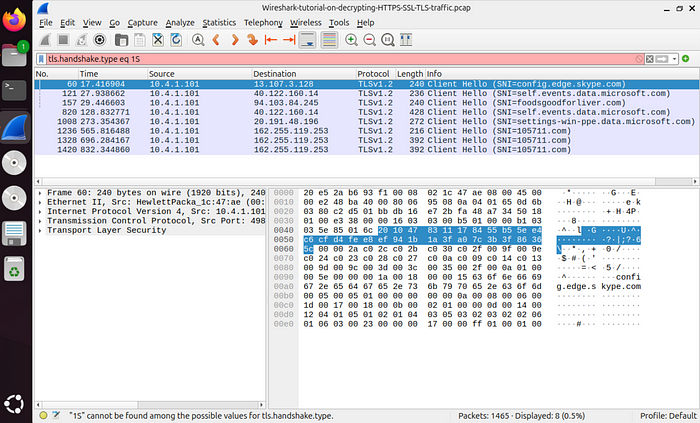 Wireshark-tutorial-on-decrypting-HTTPS-SSL-TLS-traffic.pcap
File Edit View Go Capture Analyze Statistics Telephony Wireless Tools Help
tls.handshake.type eq 1S
No. Time Source Destination Protocol Length Info
60 17.416904 10.4.1.101 13.107.3.128 TLSv1.2 240 Client Hello (SNI=config.edge.skype.com)
121 27.938662 10.4.1.101 40.122.160.14 TLSv1.2 236 Client Hello (SNI=self.events.data.microsoft.com)
157 29.446603 10.4.1.101 94.103.84.245 TLSv1.2 240 Client Hello (SNI=foodsgoodforliver.com)
820 128.832771 10.4.1.101 40.122.160.14 TLSv1.2 428 Client Hello (SNI=self.events.data.microsoft.com)
1008 273.354367 10.4.1.101 20.191.48.196 TLSv1.2 272 Client Hello (SNI=settings-win-ppe.data.microsoft.com)
1236 565.816488 10.4.1.101 162.255.119.253 TLSv1.2 216 Client Hello (SNI=105711.com)
1328 696.284167 10.4.1.101 162.255.119.253 TLSv1.2 392 Client Hello (SNI=105711.com)
1420 832.344860 10.4.1.101 162.255.119.253 TLSv1.2 392 Client Hello (SNI=105711.com)
Frame 60: 240 bytes on wire (1920 bits), 240
Ethernet II, Src: HewlettPacka_1c:47:ae (00:
Internet Protocol Version 4, Src: 10.4.1.101
Transmission Control Protocol, Src Port: 498
Transport Layer Security
0000 20 e5 2a b6 93 f1 00 08 02 1c 47 ae 08 00 45 00
0010 00 e2 48 ba 40 00 80 06 95 08 0a 04 01 65 0d 6b
0020 03 80 c2 d5 01 bb db 16 e7 2b fa 48 a7 34 50 18
0030 01 00 e3 38 00 00 16 03 03 00 b5 01 00 00 b1 03
0040 03 5e 85 01 6c 20 10 47 83 11 17 84 55 b5 5e e4
0050 c6 cf d4 fe e8 ef 94 1b 1a 3f a0 7c 3b 3f 86 36
0060 5c 00 00 2a c0 2c c0 2b c0 30 c0 2f 00 9f 00 9e
0070 c0 24 c0 23 c0 28 c0 27 c0 0a c0 09 c0 14 c0 13
0080 00 9d 00 9c 00 3d 00 3c 00 35 00 2f 00 0a 01 00
0090 00 5e 00 00 00 1a 00 18 00 00 15 63 6f 6e 66 69
00a0 67 2e 65 64 67 65 2e 73 6b 79 70 65 2e 63 6f 6d
00b0 00 05 00 05 01 00 00 00 00 00 0a 00 08 00 06 00
00c0 1d 00 17 00 18 00 0b 00 02 01 00 00 0d 00 14 00
00d0 12 04 01 05 01 02 01 04 03 05 03 02 03 02 02 06
00e0 01 06 03 00 23 00 00 00 17 00 00 ff 01 00 01 00
"1S" cannot be found among the possible values for tls.handshake.type.
Packets: 1465 · Displayed: 8 (0.5%)
Profile: Default